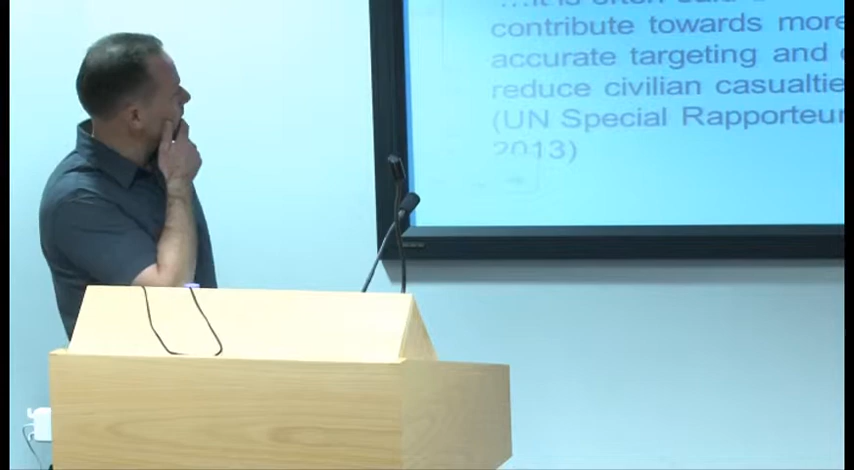 contribute towards more
accurate targeting and
reduce civilian casualtie
(UN Special Rapporteur
2013)